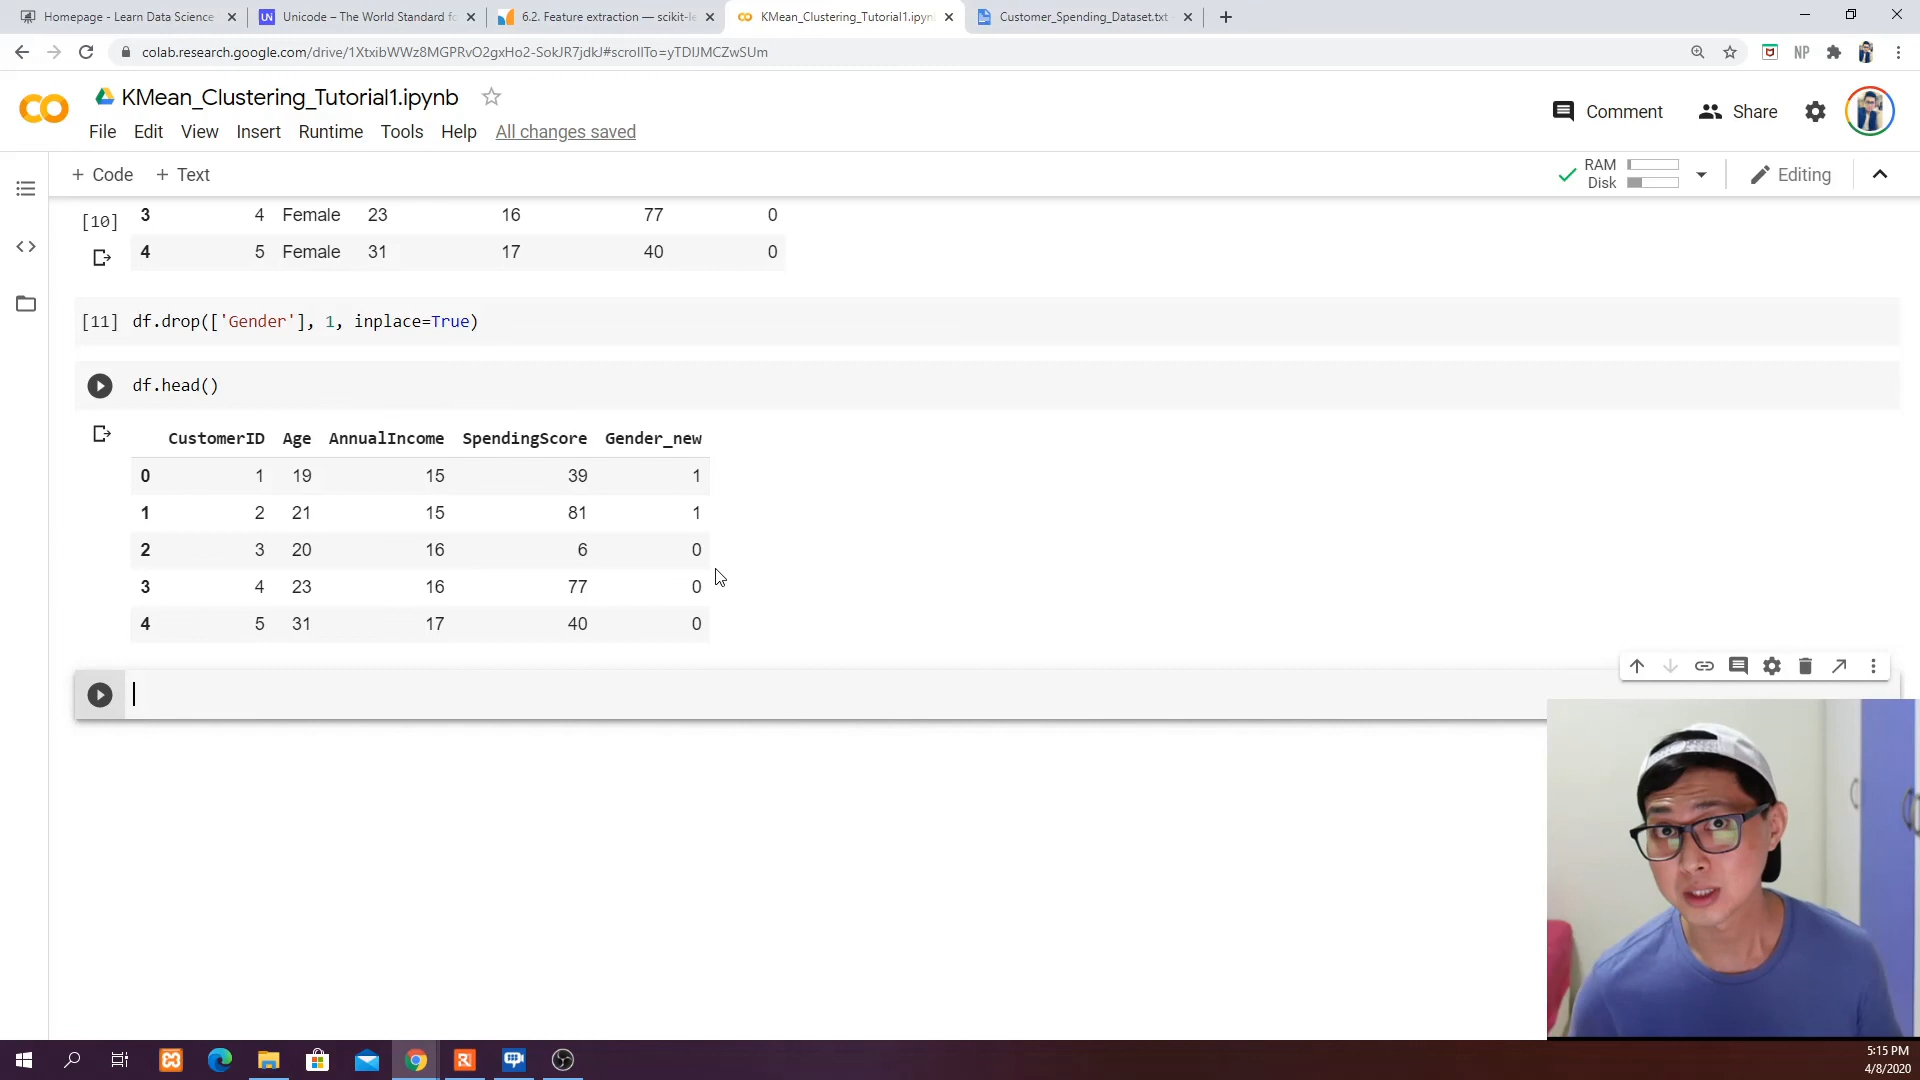 Homepage - Learn Data Science
Unicode – The World Standard fo
6.2. Feature extraction — scikit-le
KMean_Clustering_Tutorial1.ipyn
Customer_Spending_Dataset.txt
colab.research.google.com/drive/1XtxibWWz8MGPRvO2gxHo2-SokJR7jdkJ#scrollTo=yTDlJMCZwSUm
NP
KMean_Clustering_Tutorial1.ipynb
Comment Share
File Edit View Insert Runtime Tools Help All changes saved
+ Code + Text
RAM
Disk
Editing
[10] 3 4 Female 23 16 77 0
4 5 Female 31 17 40 0
[11] df.drop(['Gender'], 1, inplace=True)
df.head()
CustomerID Age AnnualIncome SpendingScore Gender_new
0 1 19 15 39 1
1 2 21 15 81 1
2 3 20 16 6 0
3 4 23 16 77 0
4 5 31 17 40 0
5:15 PM
4/8/2020